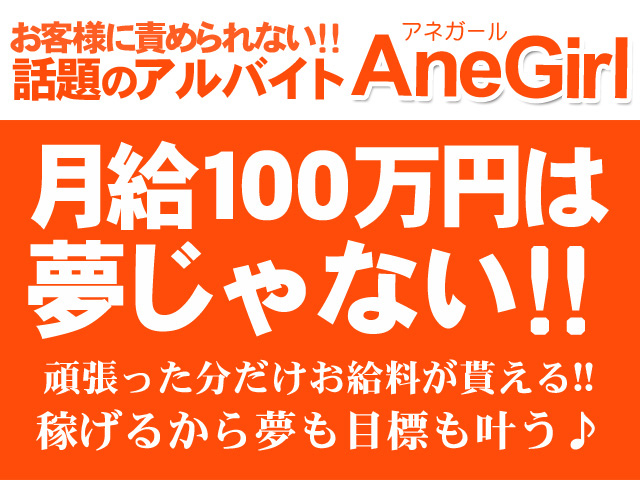 お客様に責められない!!
話題のアルバイト
アネガール
AneGirl
月給100万円は
夢じゃない!!
頑張った分だけお給料が貰える!!
稼げるから夢も目標も叶う♪